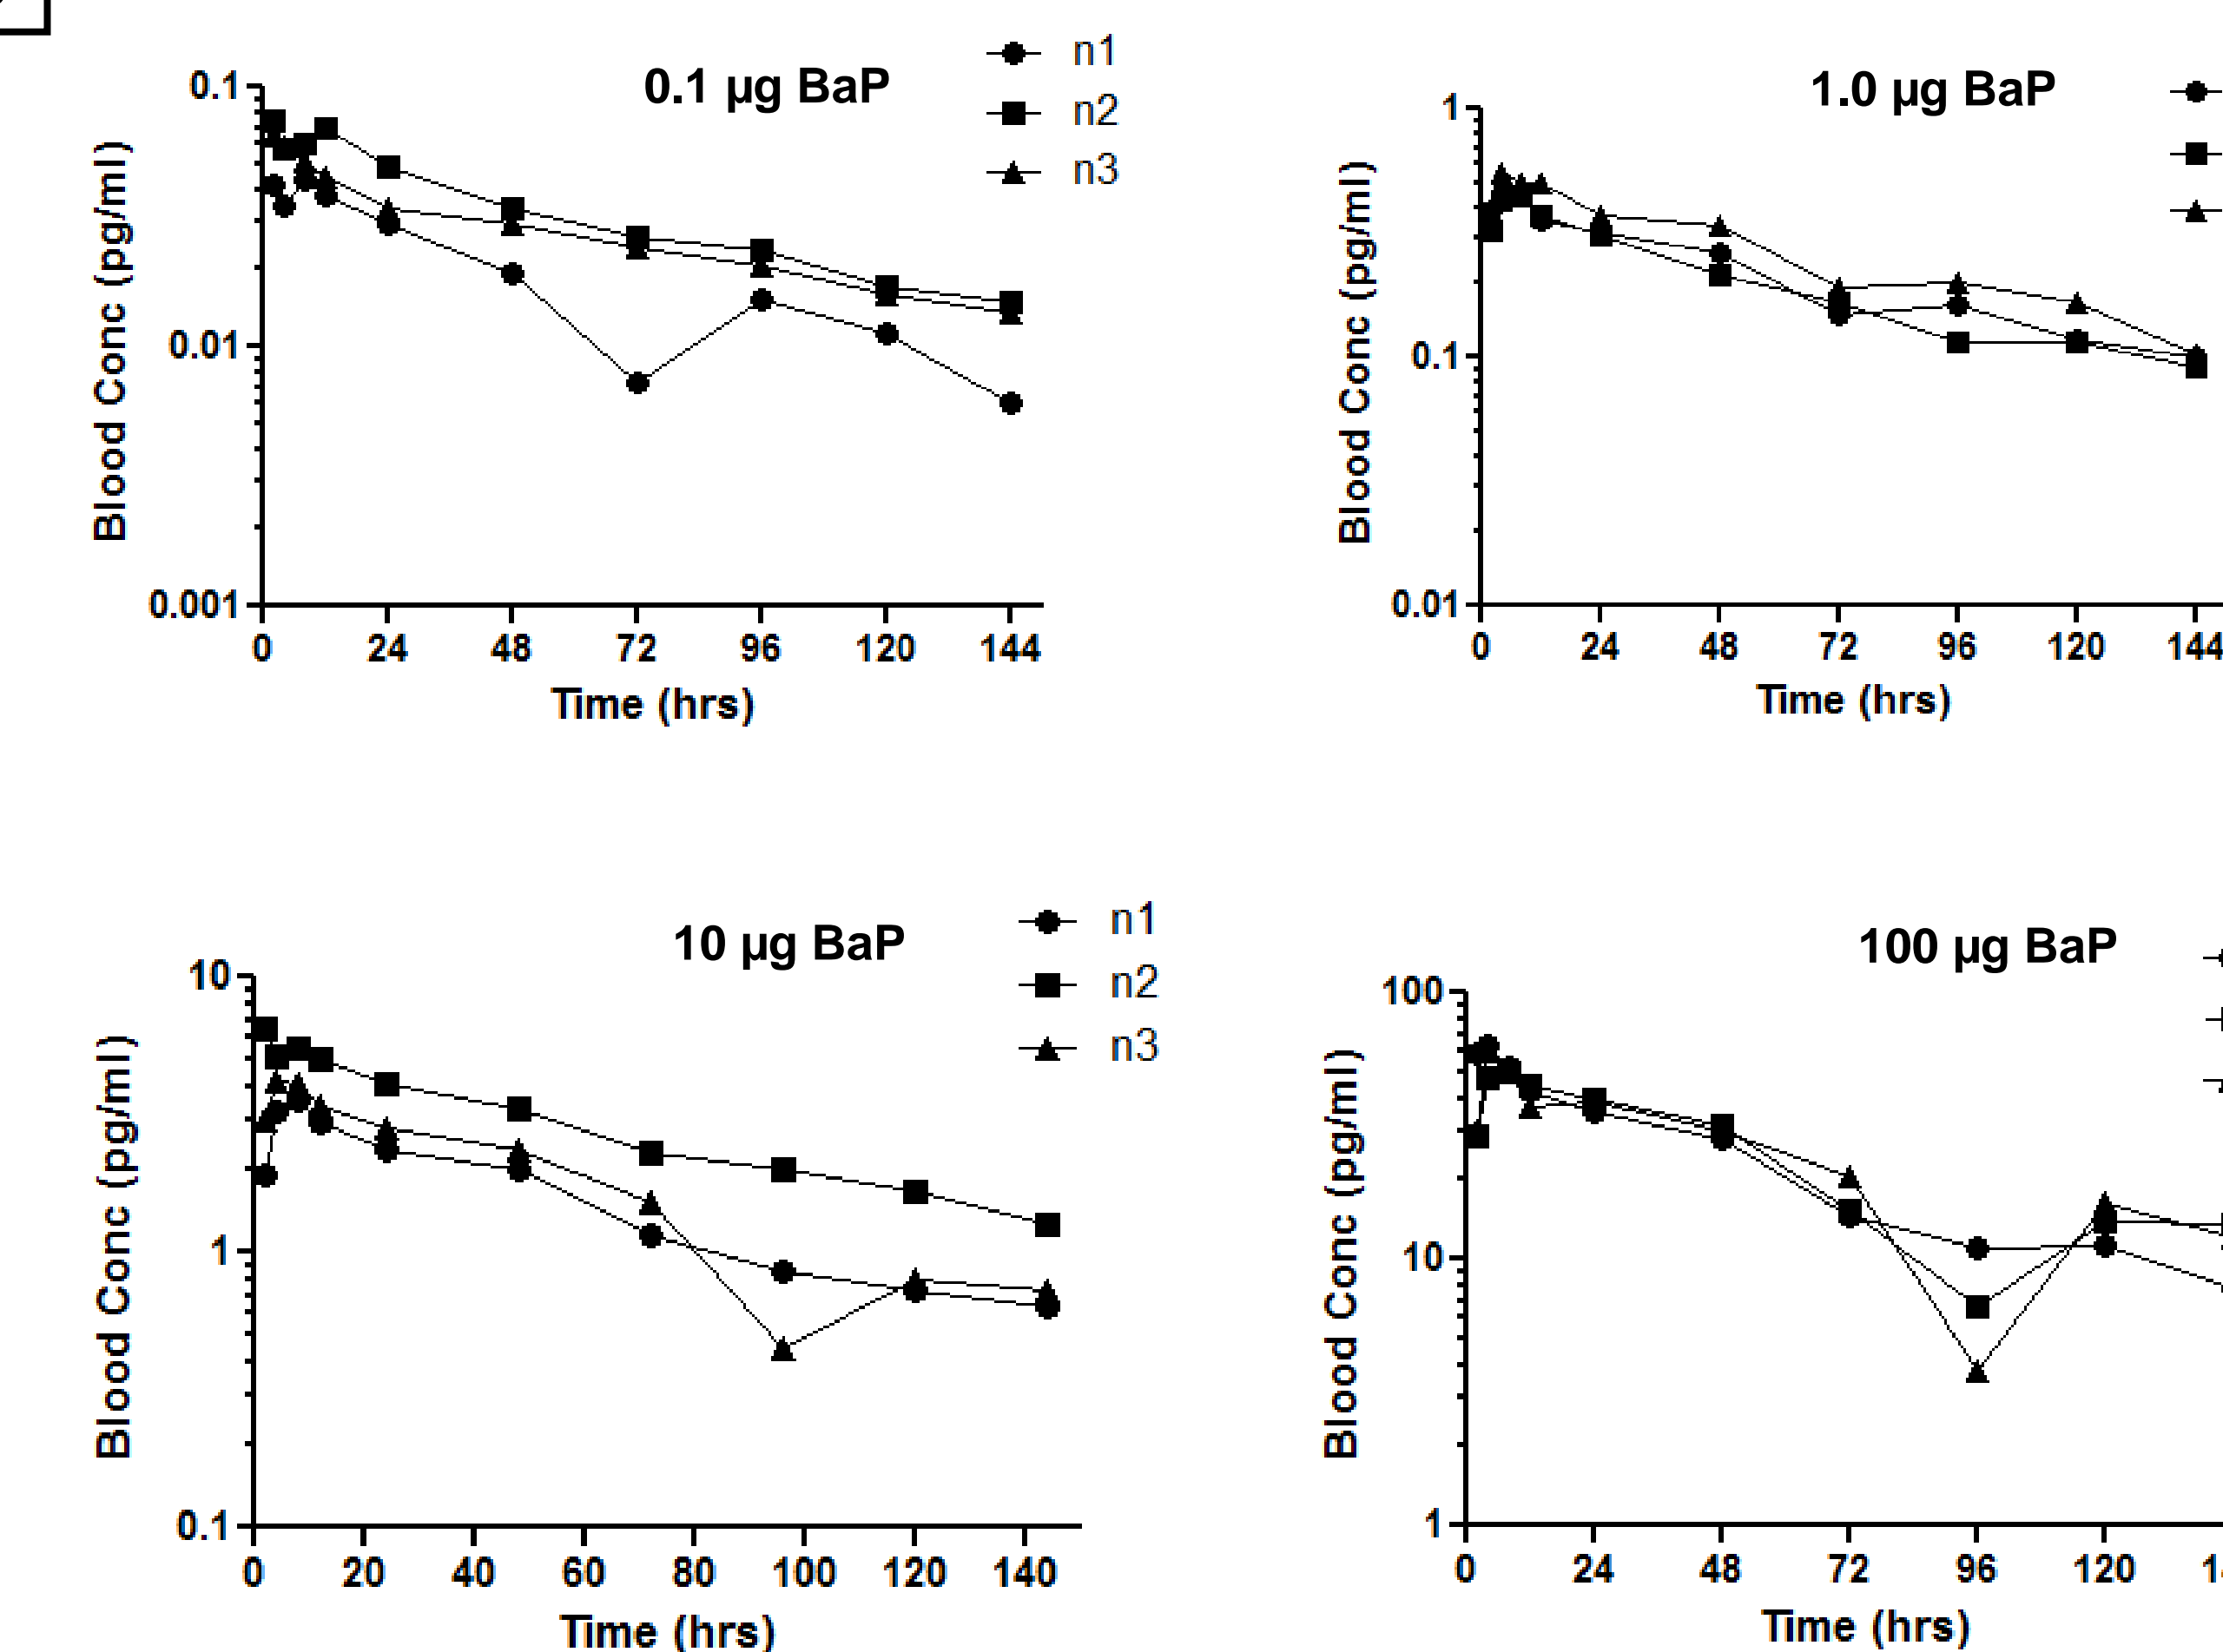 0.1 µg BaP
n1
n2
n3
0.1
0.01
0.001
Blood Conc (pg/ml)
0 24 48 72 96 120 144
Time (hrs)
1.0 µg BaP
1
0.1
0.01
Blood Conc (pg/ml)
0 24 48 72 96 120 144
Time (hrs)
10 µg BaP
n1
n2
n3
10
1
0.1
Blood Conc (pg/ml)
0 20 40 60 80 100 120 140
Time (hrs)
100 µg BaP
100
10
1
Blood Conc (pg/ml)
0 24 48 72 96 120
Time (hrs)